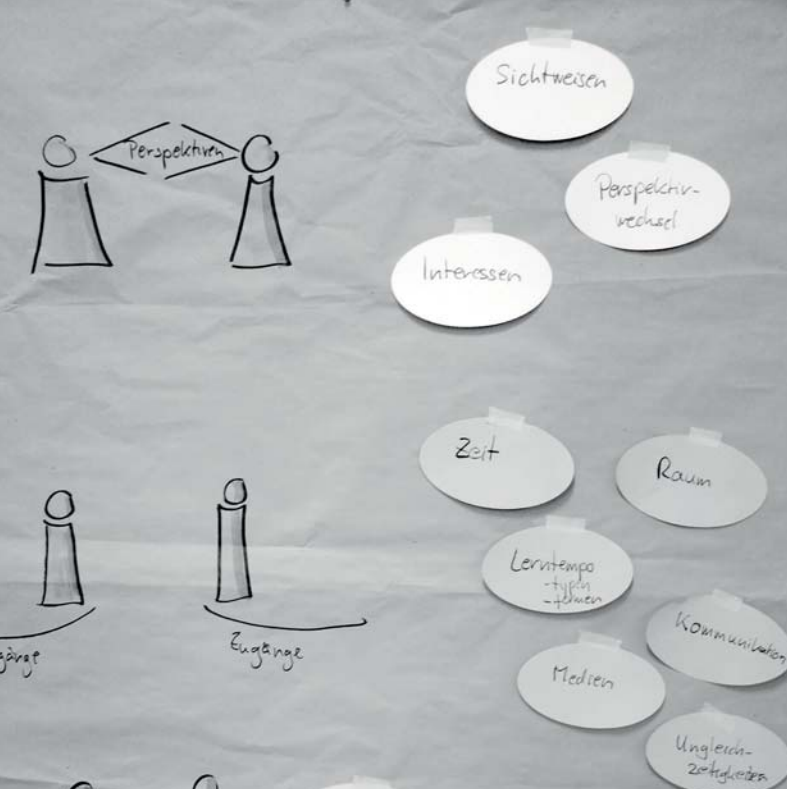 Sichtweisen
Perspektiven
Perspektiv-
wechsel
Interessen
Zeit
Raum
Lerntempo
-typen
-formen
Kommunikation
Zugänge
Medien
Ungleich-
zeitigkeiten